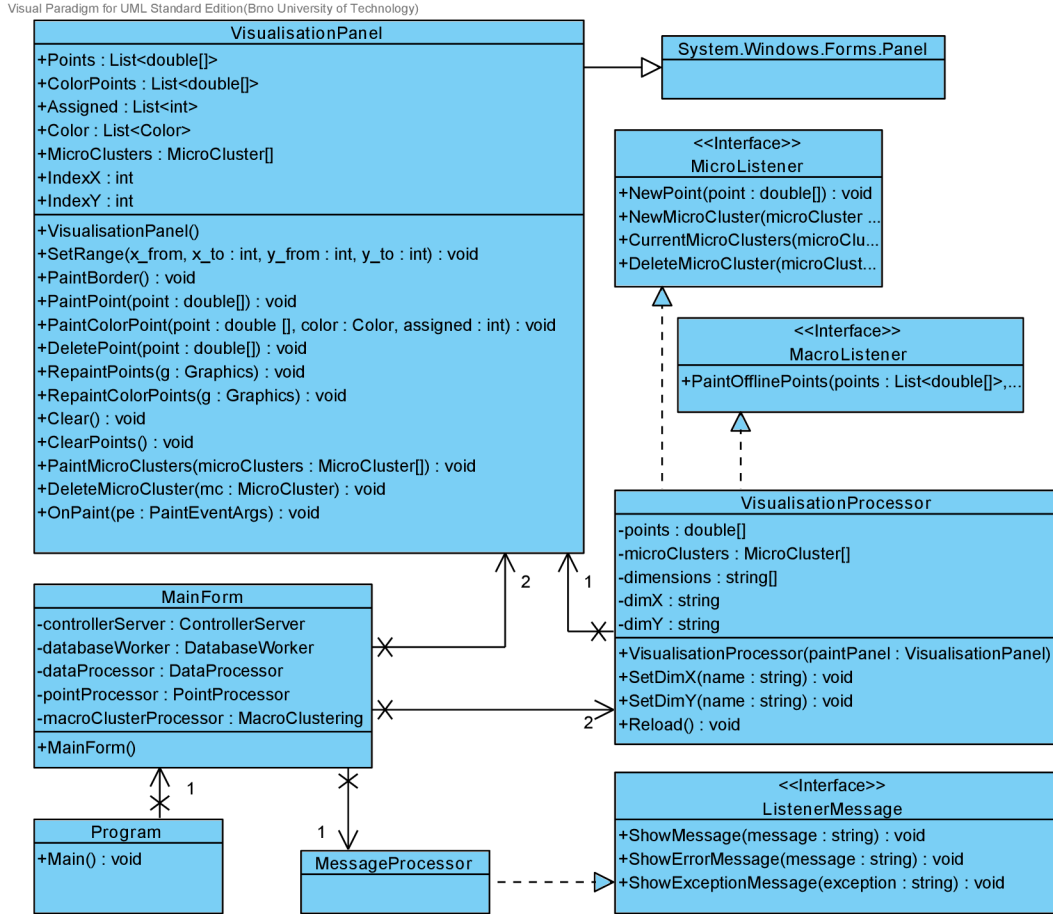 Visual Paradigm for UML Standard Edition(Brno University of Technology)
VisualisationPanel
+Points : List<double[]>
+ColorPoints : List<double[]>
+Assigned : List<int>
+Color : List<Color>
+MicroClusters : MicroCluster[]
+IndexX : int
+IndexY : int
+VisualisationPanel()
+SetRange(x_from, x_to : int, y_from : int, y_to : int) : void
+PaintBorder() : void
+PaintPoint(point : double[]) : void
+PaintColorPoint(point : double [], color : Color, assigned : int) : void
+DeletePoint(point : double[]) : void
+RepaintPoints(g : Graphics) : void
+RepaintColorPoints(g : Graphics) : void
+Clear() : void
+ClearPoints() : void
+PaintMicroClusters(microClusters : MicroCluster[]) : void
+DeleteMicroCluster(mc : MicroCluster) : void
+OnPaint(pe : PaintEventArgs) : void
System.Windows.Forms.Panel
<<Interface>>
MicroListener
+NewPoint(point : double[]) : void
+NewMicroCluster(microCluster ...
+CurrentMicroClusters(microClu...
+DeleteMicroCluster(microClust...
<<Interface>>
MacroListener
+PaintOfflinePoints(points : List<double[]>,...
VisualisationProcessor
-points : double[]
-microClusters : MicroCluster[]
-dimensions : string[]
-dimX : string
-dimY : string
+VisualisationProcessor(paintPanel : VisualisationPanel)
+SetDimX(name : string) : void
+SetDimY(name : string) : void
+Reload() : void
2
1
MainForm
-controllerServer : ControllerServer
-databaseWorker : DatabaseWorker
-dataProcessor : DataProcessor
-pointProcessor : PointProcessor
-macroClusterProcessor : MacroClustering
+MainForm()
2
1
Program
+Main() : void
1
MessageProcessor
<<Interface>>
ListenerMessage
+ShowMessage(message : string) : void
+ShowErrorMessage(message : string) : void
+ShowExceptionMessage(exception : string) : void